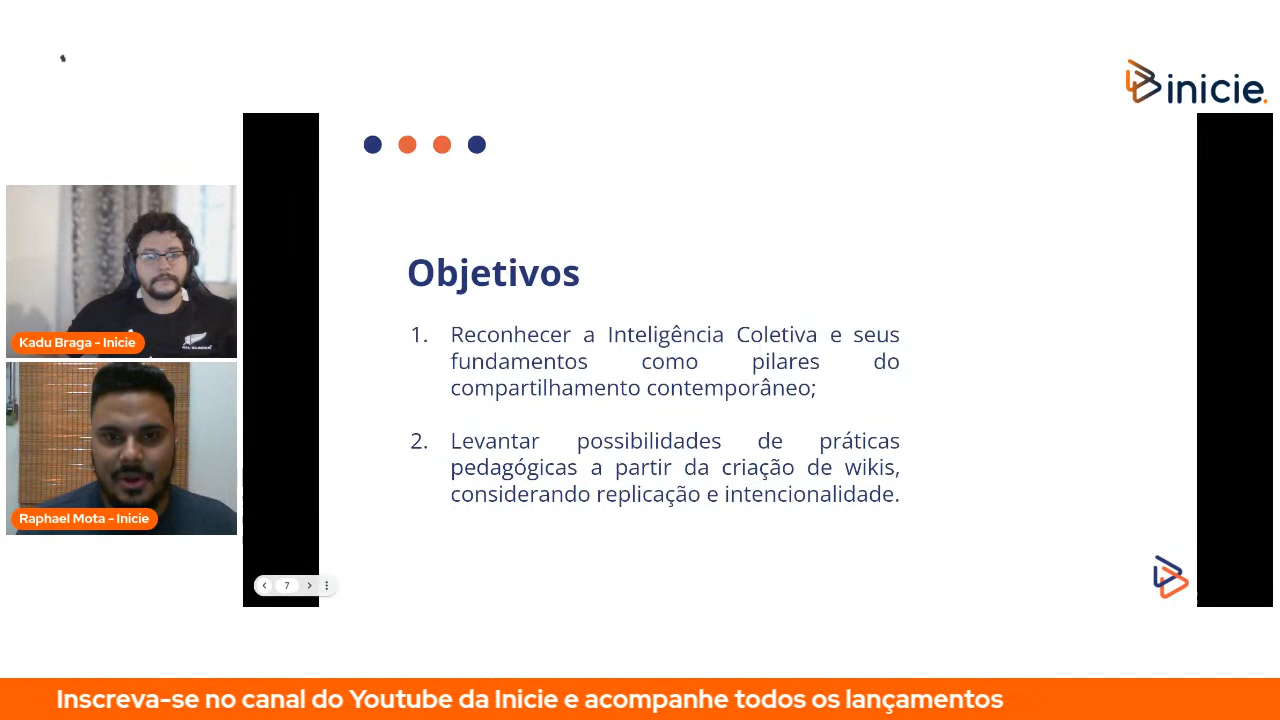 inicie.
Objetivos
1. Reconhecer a Inteligência Coletiva e seus
fundamentos como pilares do
compartilhamento contemporâneo;
2. Levantar possibilidades de práticas
pedagógicas a partir da criação de wikis,
considerando replicação e intencionalidade.
Kadu Braga - Inicie
Raphael Mota - Inicie
7
Inscreva-se no canal do Youtube da Inicie e acompanhe todos os lançamentos